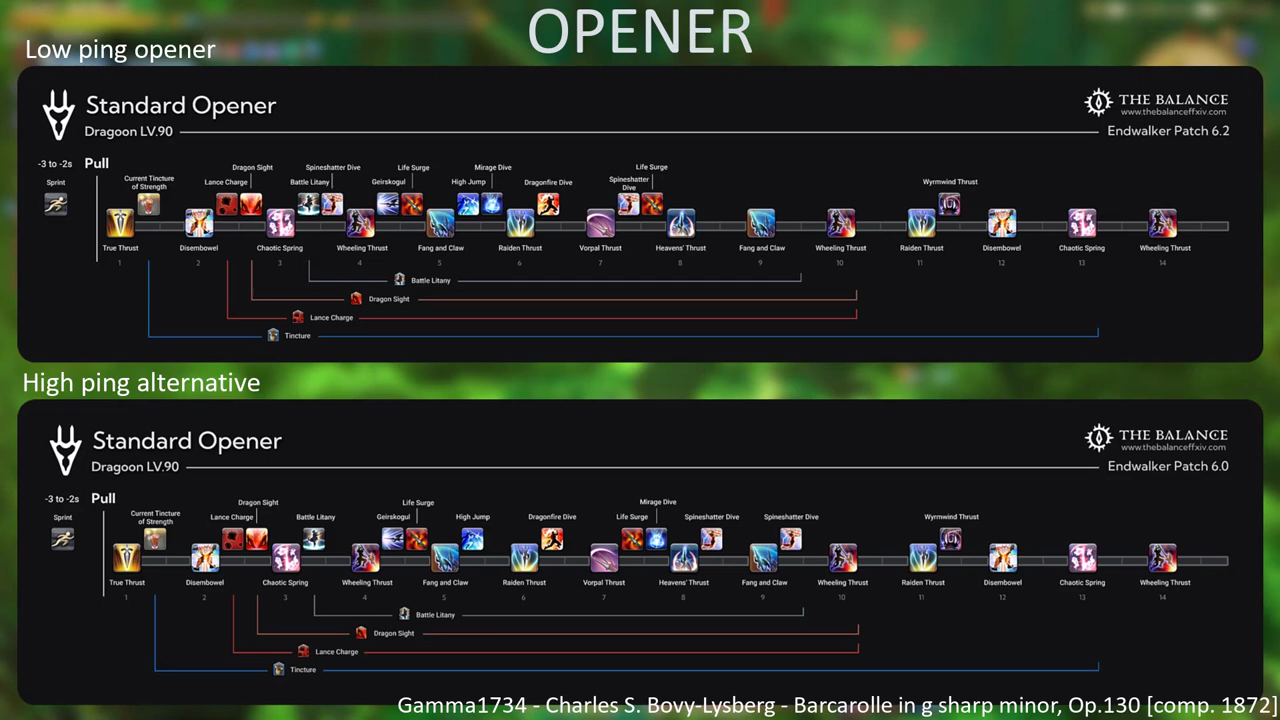 OPENER
Low ping opener
Standard Opener
Dragoon LV.90
THE BALANCE
www.thebalanceffxiv.com
Endwalker Patch 6.2
-3 to -2s
Pull
Sprint
Current Tincture
of Strength
Lance Charge
Dragon Sight
Battle Litany
Spineshatter Dive
Geirskogul
Life Surge
High Jump
Mirage Dive
Dragonfire Dive
Spineshatter
Dive
Life Surge
Wyrmwind Thrust
True Thrust
Disembowel
Chaotic Spring
Wheeling Thrust
Fang and Claw
Raiden Thrust
Vorpal Thrust
Heavens' Thrust
Fang and Claw
Wheeling Thrust
Raiden Thrust
Disembowel
Chaotic Spring
Wheeling Thrust
1 2 3 4 5 6 7 8 9 10 11 12 13 14
Battle Litany
Dragon Sight
Lance Charge
Tincture
High ping alternative
Standard Opener
Dragoon LV.90
THE BALANCE
www.thebalanceffxiv.com
Endwalker Patch 6.0
-3 to -2s
Pull
Sprint
Current Tincture
of Strength
Lance Charge
Dragon Sight
Battle Litany
Geirskogul
Life Surge
High Jump
Dragonfire Dive
Life Surge
Mirage Dive
Spineshatter Dive
Spineshatter Dive
Wyrmwind Thrust
True Thrust
Disembowel
Chaotic Spring
Wheeling Thrust
Fang and Claw
Raiden Thrust
Vorpal Thrust
Heavens' Thrust
Fang and Claw
Wheeling Thrust
Raiden Thrust
Disembowel
Chaotic Spring
Wheeling Thrust
1 2 3 4 5 6 7 8 9 10 11 12 13 14
Battle Litany
Dragon Sight
Lance Charge
Tincture
Gamma1734 - Charles S. Bovy-Lysberg - Barcarolle in g sharp minor, Op.130 [comp. 1872]